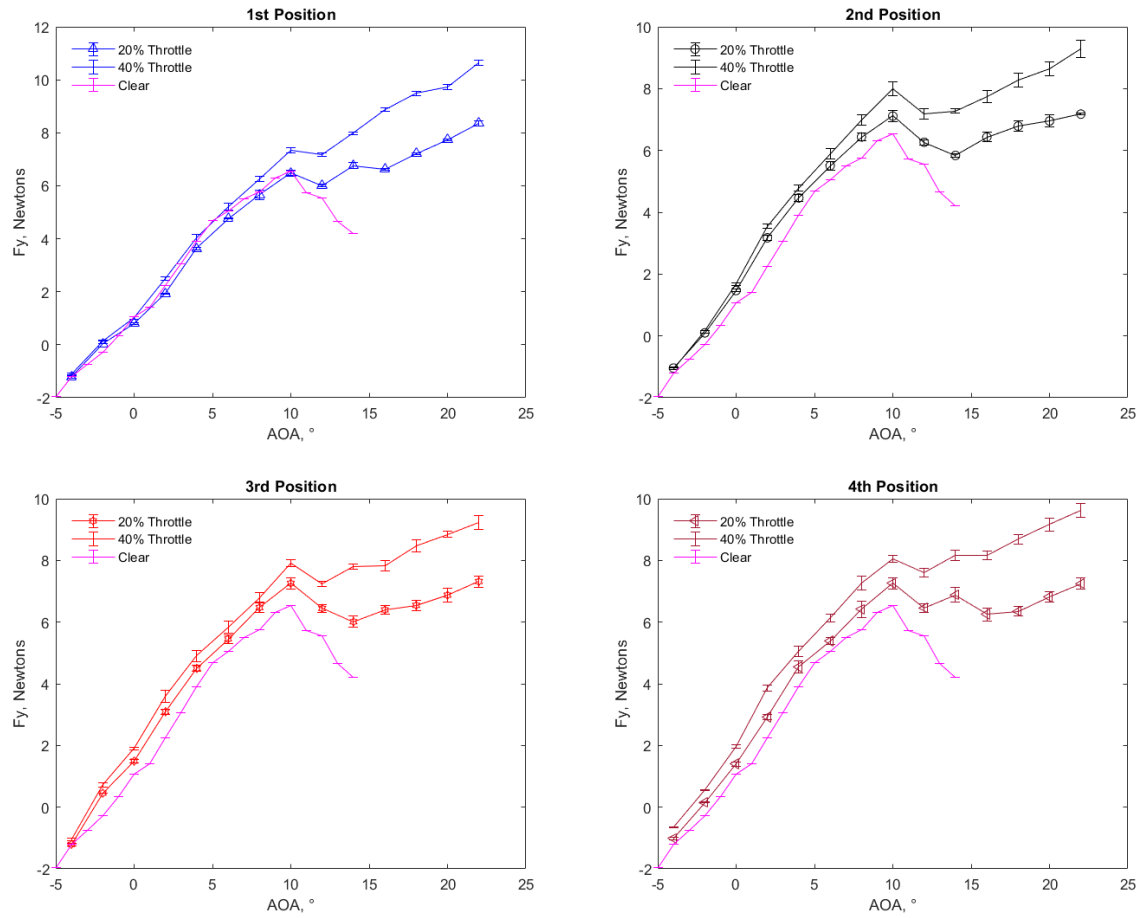 1st Position
12
10
8
6
4
2
0
-2
-5
0
5
10
15
20
25
Fy, Newtons
AOA, °
20% Throttle
40% Throttle
Clear
2nd Position
10
8
6
4
2
0
-2
-5
0
5
10
15
20
25
Fy, Newtons
AOA, °
20% Throttle
40% Throttle
Clear
3rd Position
10
8
6
4
2
0
-2
-5
0
5
10
15
20
25
Fy, Newtons
AOA, °
20% Throttle
40% Throttle
Clear
4th Position
10
8
6
4
2
0
-2
-5
0
5
10
15
20
25
Fy, Newtons
AOA, °
20% Throttle
40% Throttle
Clear